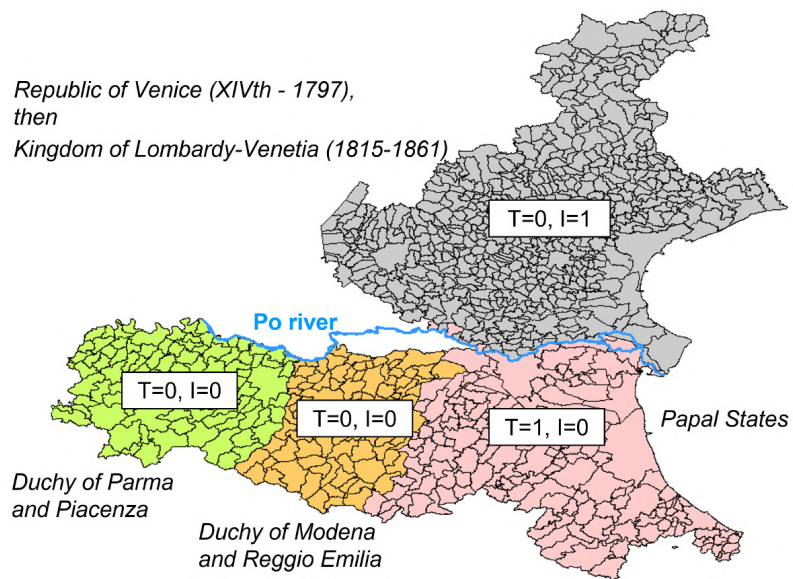 Republic of Venice (XIVth - 1797),
then
Kingdom of Lombardy-Venetia (1815-1861)
T=0, I=1
Po river
T=0, I=0
T=0, I=0
T=1, I=0
Papal States
Duchy of Parma
and Piacenza
Duchy of Modena
and Reggio Emilia